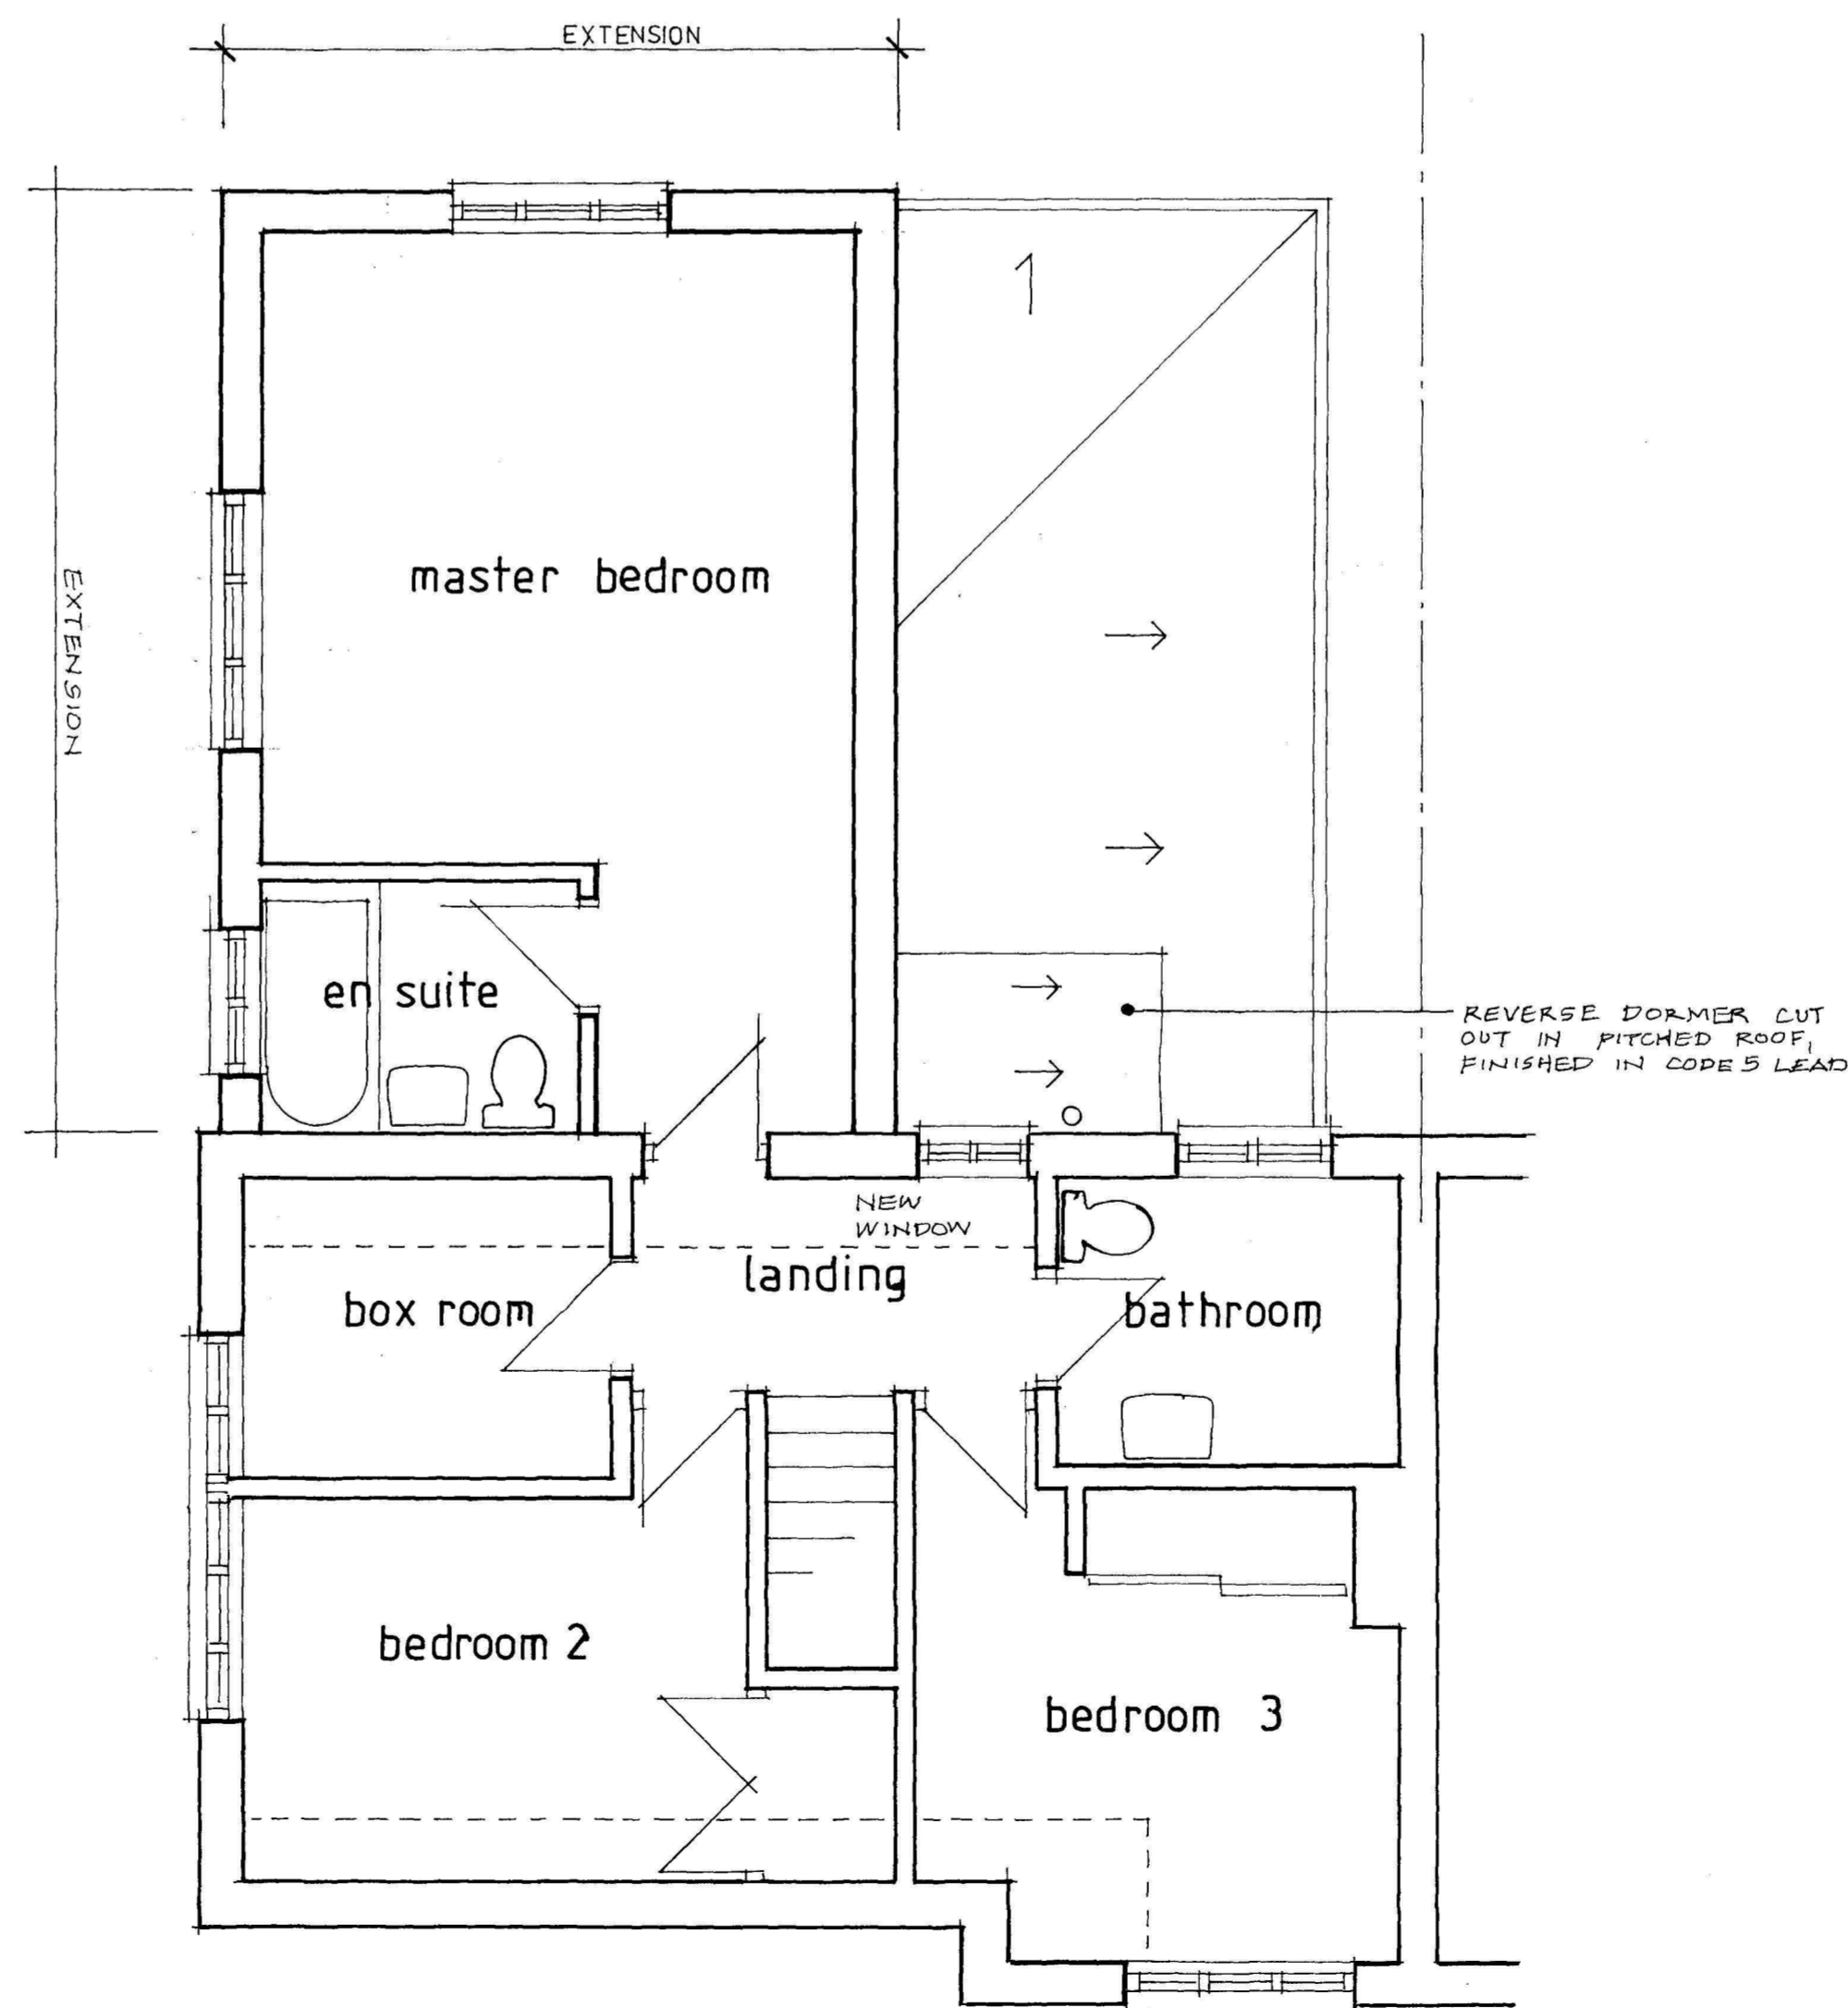 EXTENSION
EXTENSION
master bedroom
en suite
REVERSE DORMER CUT
OUT IN PITCHED ROOF,
FINISHED IN CODE 5 LEAD
NEW
WINDOW
landing
box room
bathroom
bedroom 2
bedroom 3